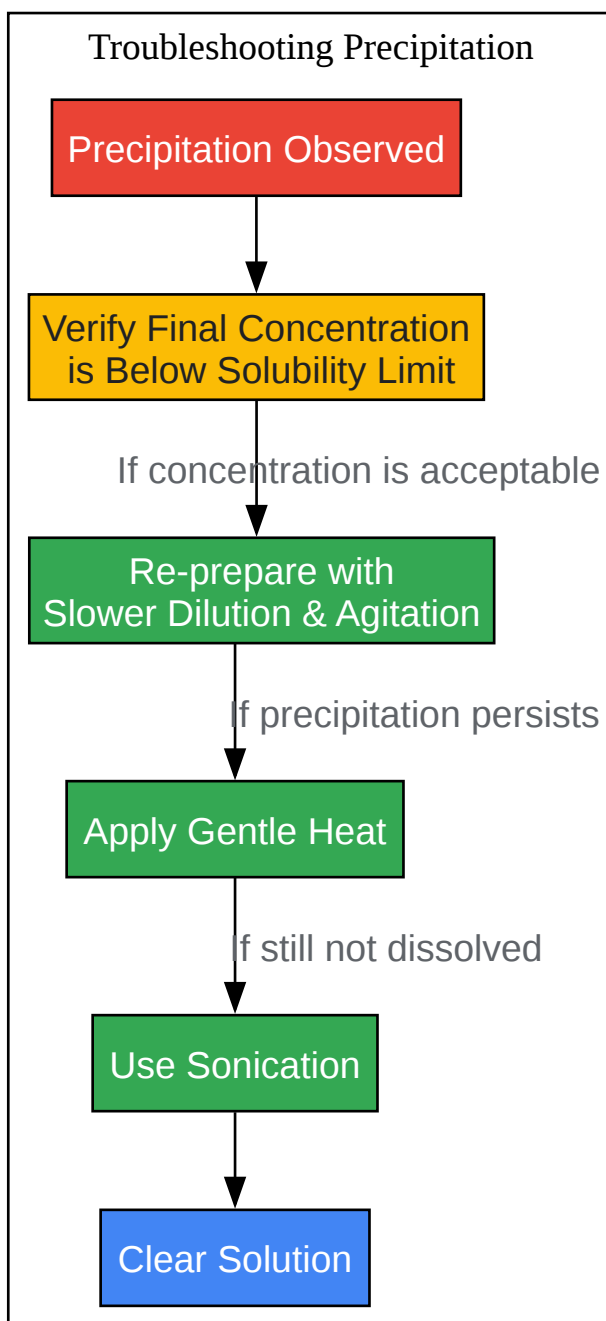 Troubleshooting Precipitation
Precipitation Observed
Verify Final Concentration
is Below Solubility Limit
If concentration is acceptable
Re-prepare with
Slower Dilution & Agitation
If precipitation persists
Apply Gentle Heat
If still not dissolved
Use Sonication
Clear Solution